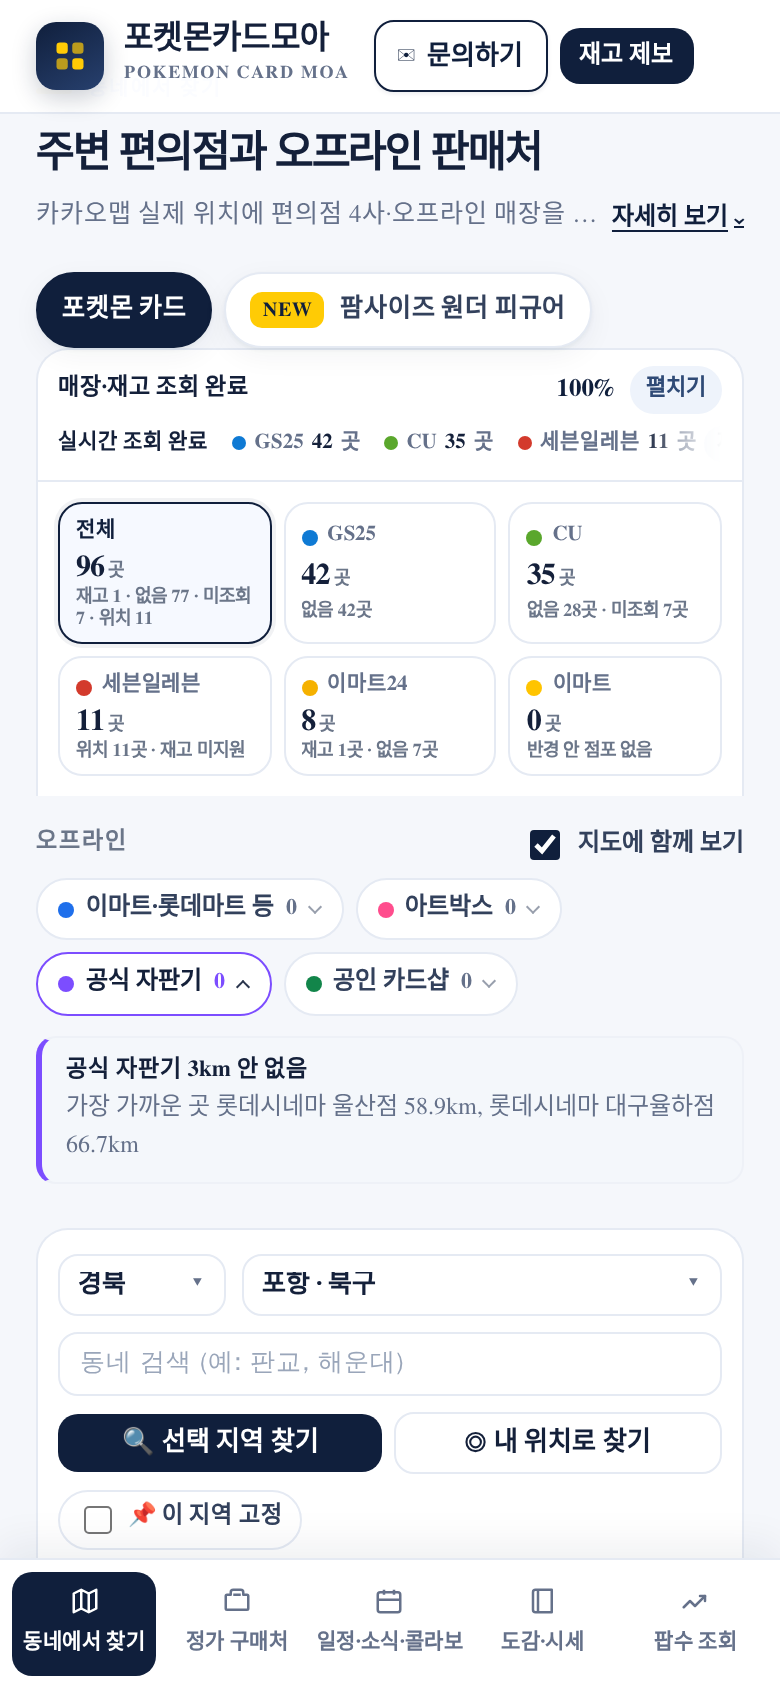 포켓몬카드모아
POKEMON CARD MOA
✉ 문의하기
재고 제보
주변 편의점과 오프라인 판매처
카카오맵 실제 위치에 편의점 4사·오프라인 매장을 … 자세히 보기
포켓몬 카드
NEW 팜사이즈 원더 피규어
매장·재고 조회 완료 100% 펼치기
실시간 조회 완료 GS25 42 곳 CU 35 곳 세븐일레븐 11 곳
전체
96곳
재고 1 · 없음 77 · 미조회
7 · 위치 11
GS25
42곳
없음 42곳
CU
35곳
없음 28곳 · 미조회 7곳
세븐일레븐
11곳
위치 11곳 · 재고 미지원
이마트24
8곳
재고 1곳 · 없음 7곳
이마트
0곳
반경 안 점포 없음
오프라인
지도에 함께 보기
이마트·롯데마트 등 0
아트박스 0
공식 자판기 0
공인 카드샵 0
공식 자판기 3km 안 없음
가장 가까운 곳 롯데시네마 울산점 58.9km, 롯데시네마 대구율하점
66.7km
경북 ▼
포항 · 북구 ▼
동네 검색 (예: 판교, 해운대)
🔍 선택 지역 찾기
◎ 내 위치로 찾기
📌 이 지역 고정
동네에서 찾기
정가 구매처
일정·소식·콜라보
도감·시세
팝수 조회